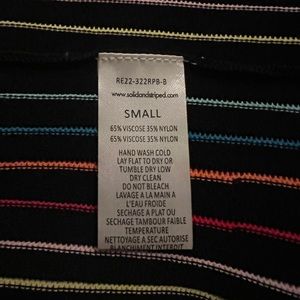 RE22-322RPB-B
www.solidandstriped.com
SMALL
65% VISCOSE 35% NYLON
65% VISCOSE 35% NYLON
HAND WASH COLD
LAY FLAT TO DRY OR
TUMBLE DRY LOW
DRY CLEAN
DO NOT BLEACH
LAVAGE A LA MAIN A
L'EAU FROIDE
SECHAGE A PLAT OU
SECHAGE TAMBOUR FAIBLE
TEMPERATURE
NETTOYAGE A SEC AUTORISE
BLANCHIMENT INTERDIT